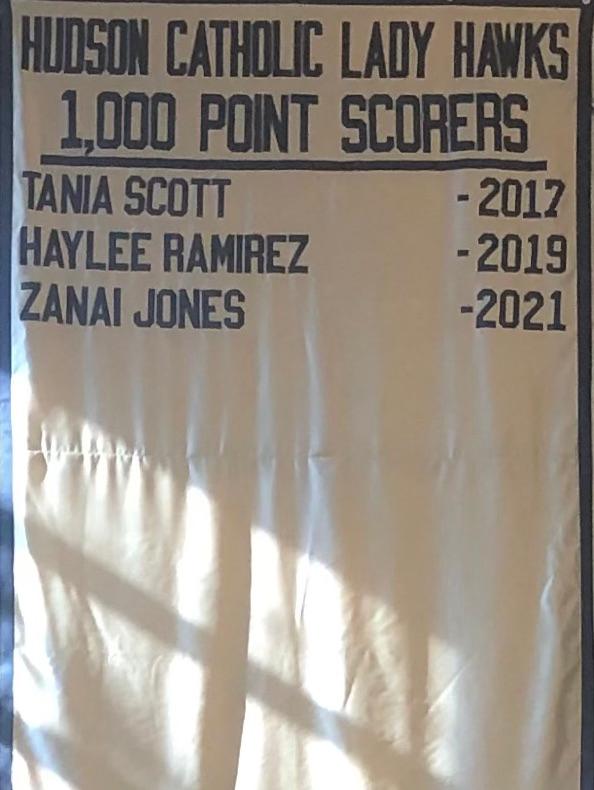 HUDSON CATHOLIC LADY HAWKS
1,000 POINT SCORERS
TANIA SCOTT - 2017
HAYLEE RAMIREZ - 2019
ZANAI JONES -2021